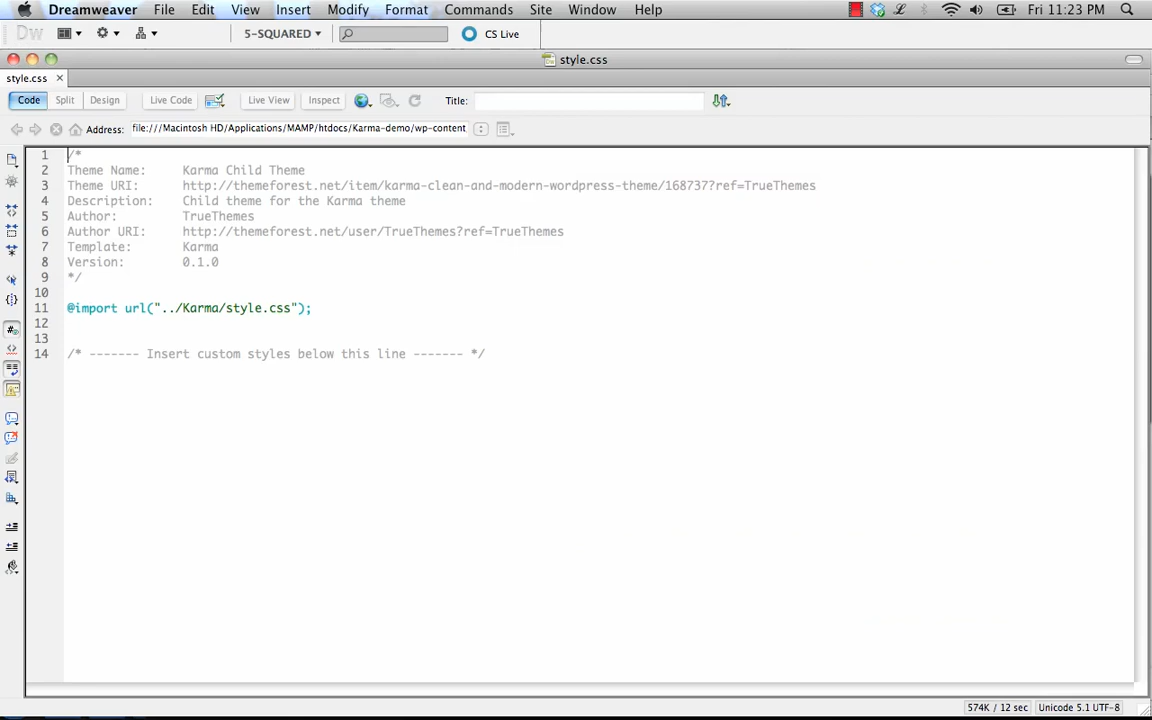 Dreamweaver File Edit View Insert Modify Format Commands Site Window Help Fri 11:23 PM
Dw 5-SQUARED CS Live
style.css
style.css
Code Split Design Live Code Live View Inspect Title:
Address: file:///Macintosh HD/Applications/MAMP/htdocs/Karma-demo/wp-content
1 /*
2 Theme Name: Karma Child Theme
3 Theme URI: http://themeforest.net/item/karma-clean-and-modern-wordpress-theme/168737?ref=TrueThemes
4 Description: Child theme for the Karma theme
5 Author: TrueThemes
6 Author URI: http://themeforest.net/user/TrueThemes?ref=TrueThemes
7 Template: Karma
8 Version: 0.1.0
9 */
10
11 @import url("../Karma/style.css");
12
13
14 /* ------- Insert custom styles below this line ------- */
574K / 12 sec Unicode 5.1 UTF-8